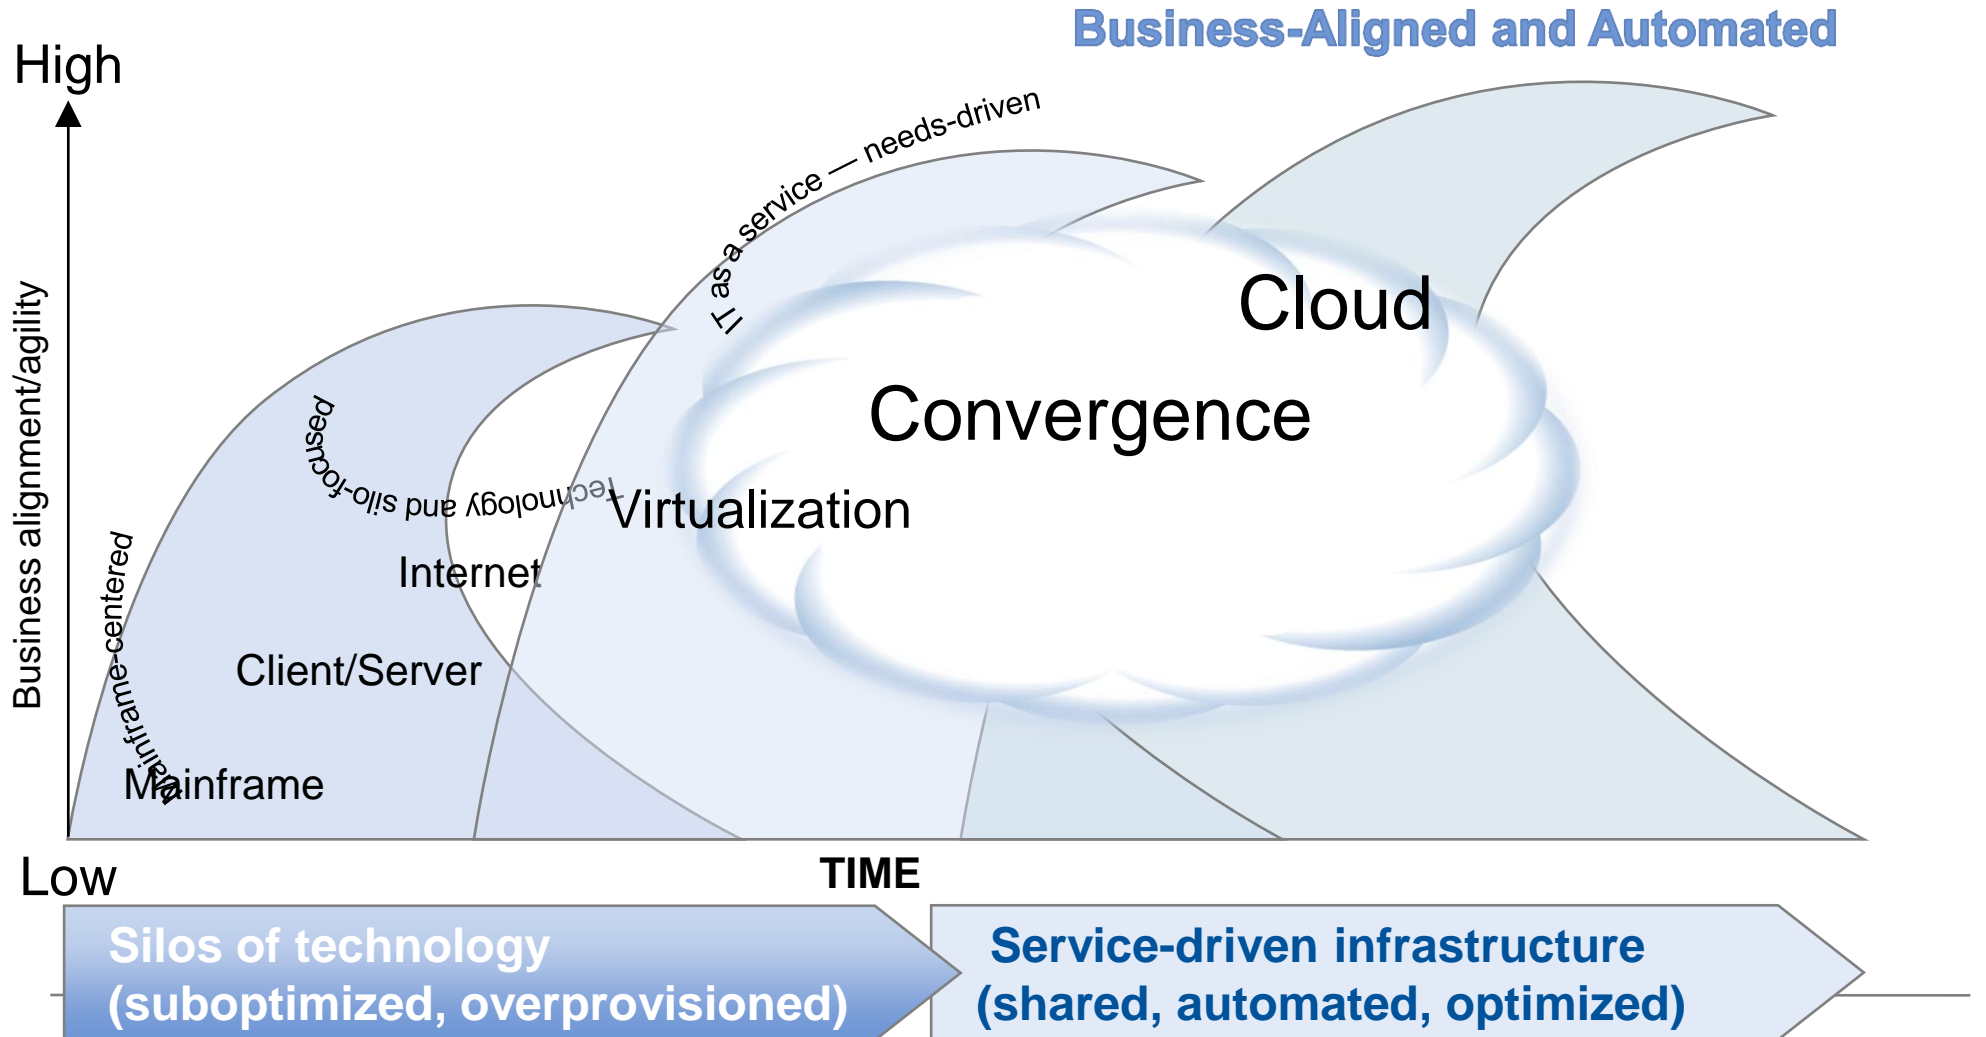 Business-Aligned and Automated
High
IT as a service — needs-driven
Cloud
Convergence
Business alignment/agility
Technology and silo-focused
Virtualization
Mainframe-centered
Internet
Client/Server
Mainframe
Low
TIME
Silos of technology
(suboptimized, overprovisioned)
Service-driven infrastructure
(shared, automated, optimized)